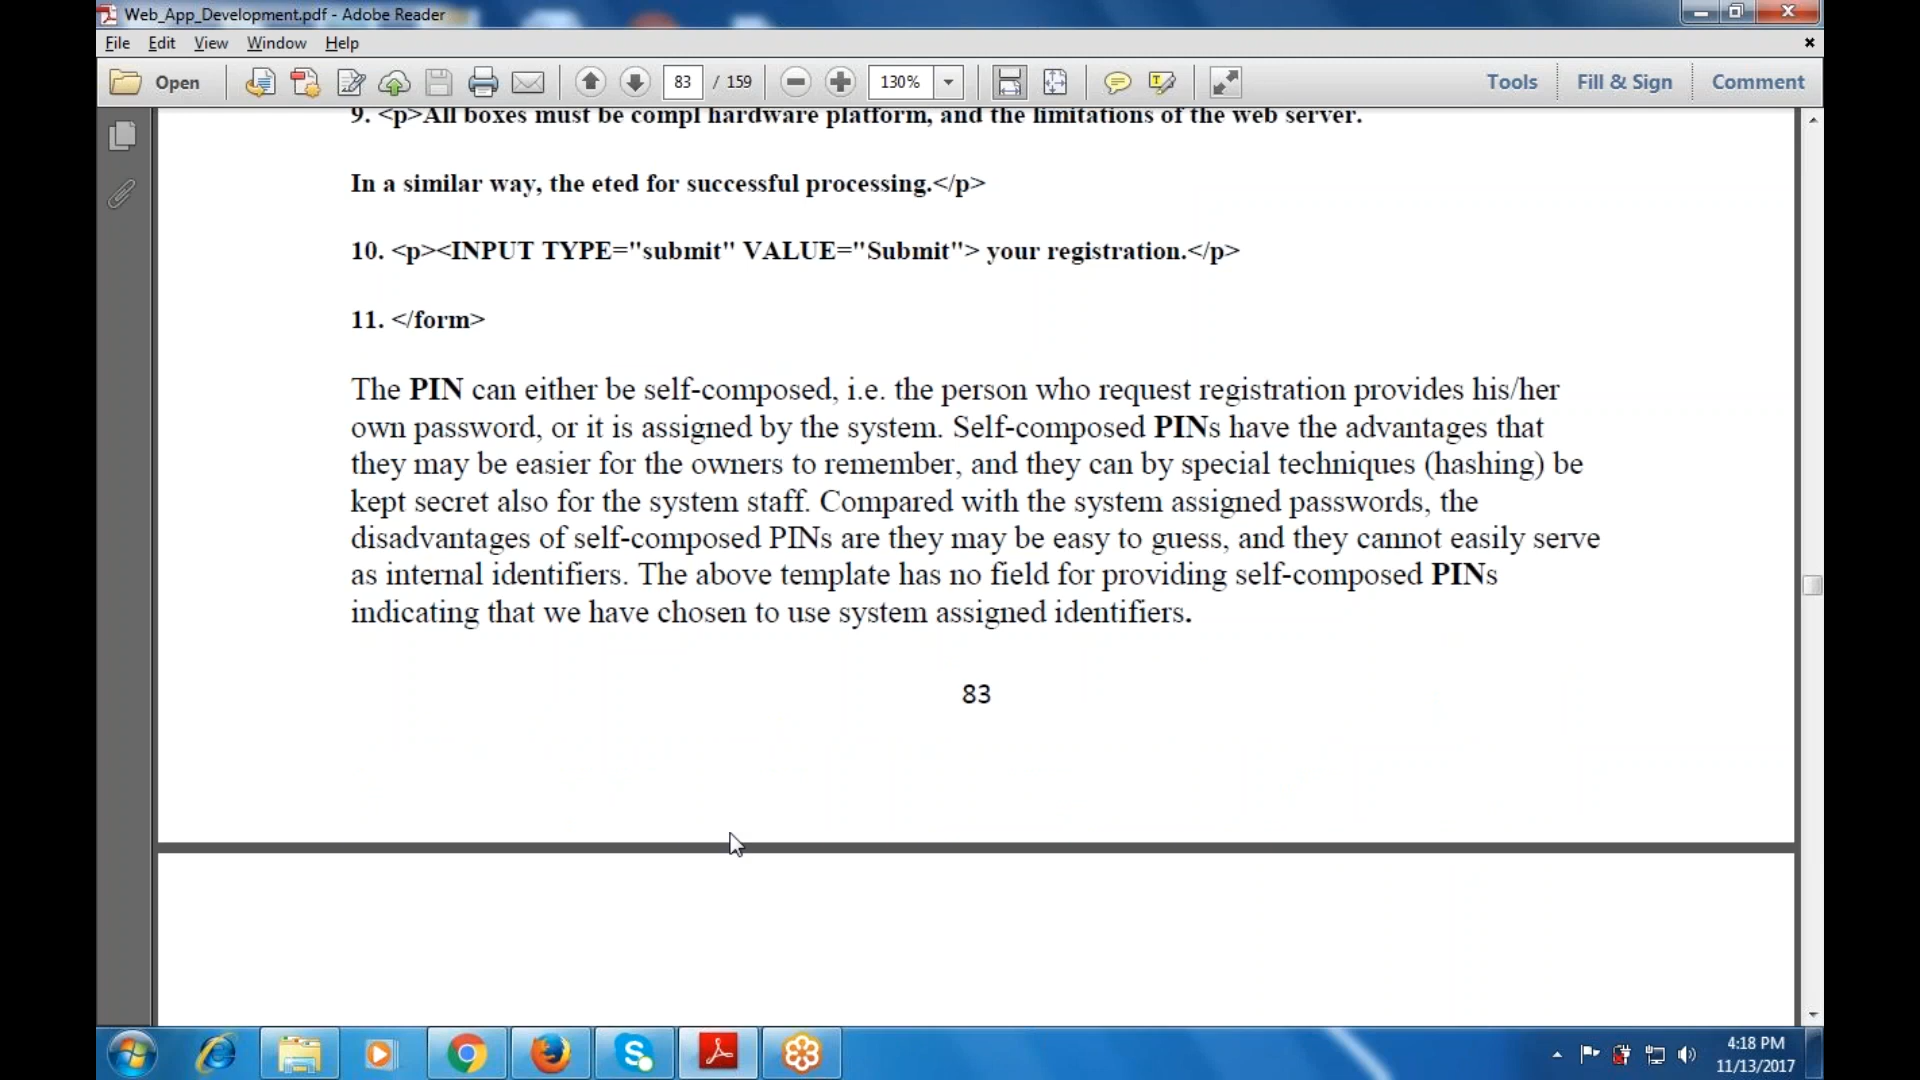 Web_App_Development.pdf - Adobe Reader
File Edit View Window Help
Open 83 / 159 130% Tools Fill & Sign Comment
9. <p>All boxes must be compl hardware platform, and the limitations of the web server.
In a similar way, the eted for successful processing.</p>
10. <p><INPUT TYPE="submit" VALUE="Submit"> your registration.</p>
11. </form>
The PIN can either be self-composed, i.e. the person who request registration provides his/her
own password, or it is assigned by the system. Self-composed PINs have the advantages that
they may be easier for the owners to remember, and they can by special techniques (hashing) be
kept secret also for the system staff. Compared with the system assigned passwords, the
disadvantages of self-composed PINs are they may be easy to guess, and they cannot easily serve
as internal identifiers. The above template has no field for providing self-composed PINs
indicating that we have chosen to use system assigned identifiers.
83
4:18 PM
11/13/2017